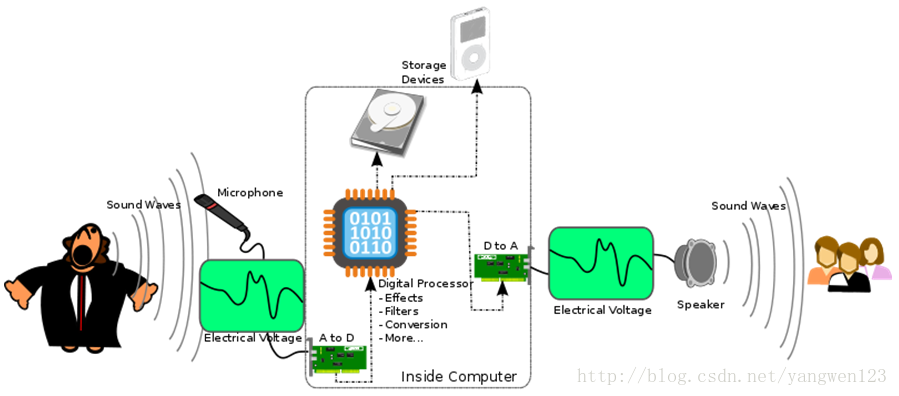 Storage
Devices
Microphone
Sound Waves
Sound Waves
0101
1010
0110
D to A
Digital Processor
- Effects
- Filters
- Conversion
- More...
Electrical Voltage
Speaker
Electrical Voltage
A to D
Inside Computer
http://blog.csdn.net/yangwen123